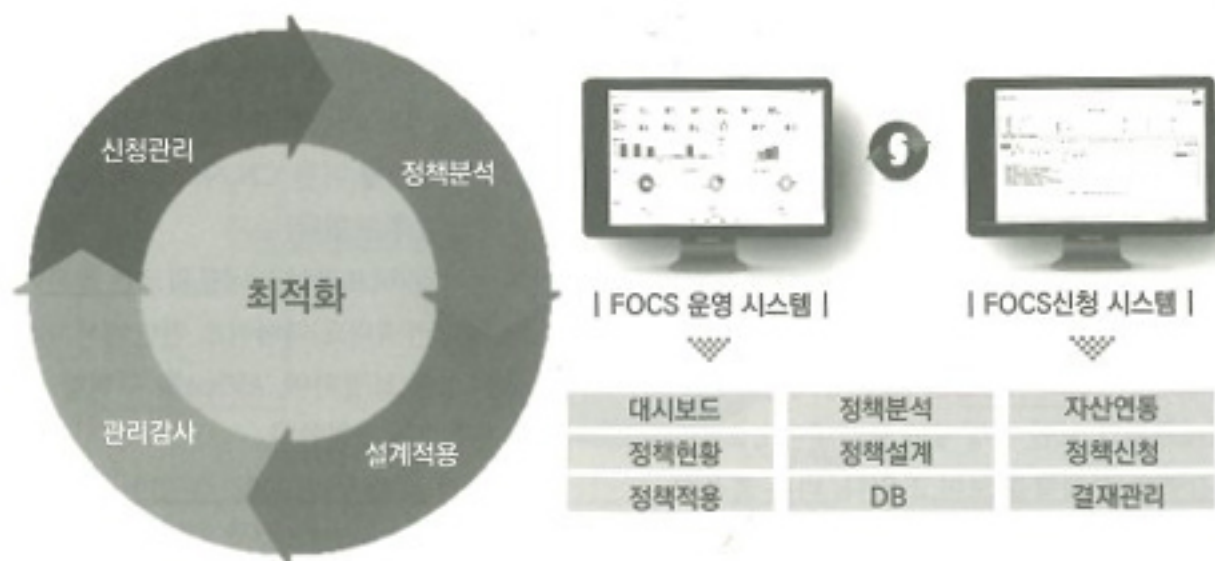 신청관리
정책분석
최적화
관리감사
설계적용
| FOCS 운영 시스템 |
| FOCS신청 시스템 |
대시보드 정책분석 자산연동
정책현황 정책설계 정책신청
정책적용 DB 결재관리